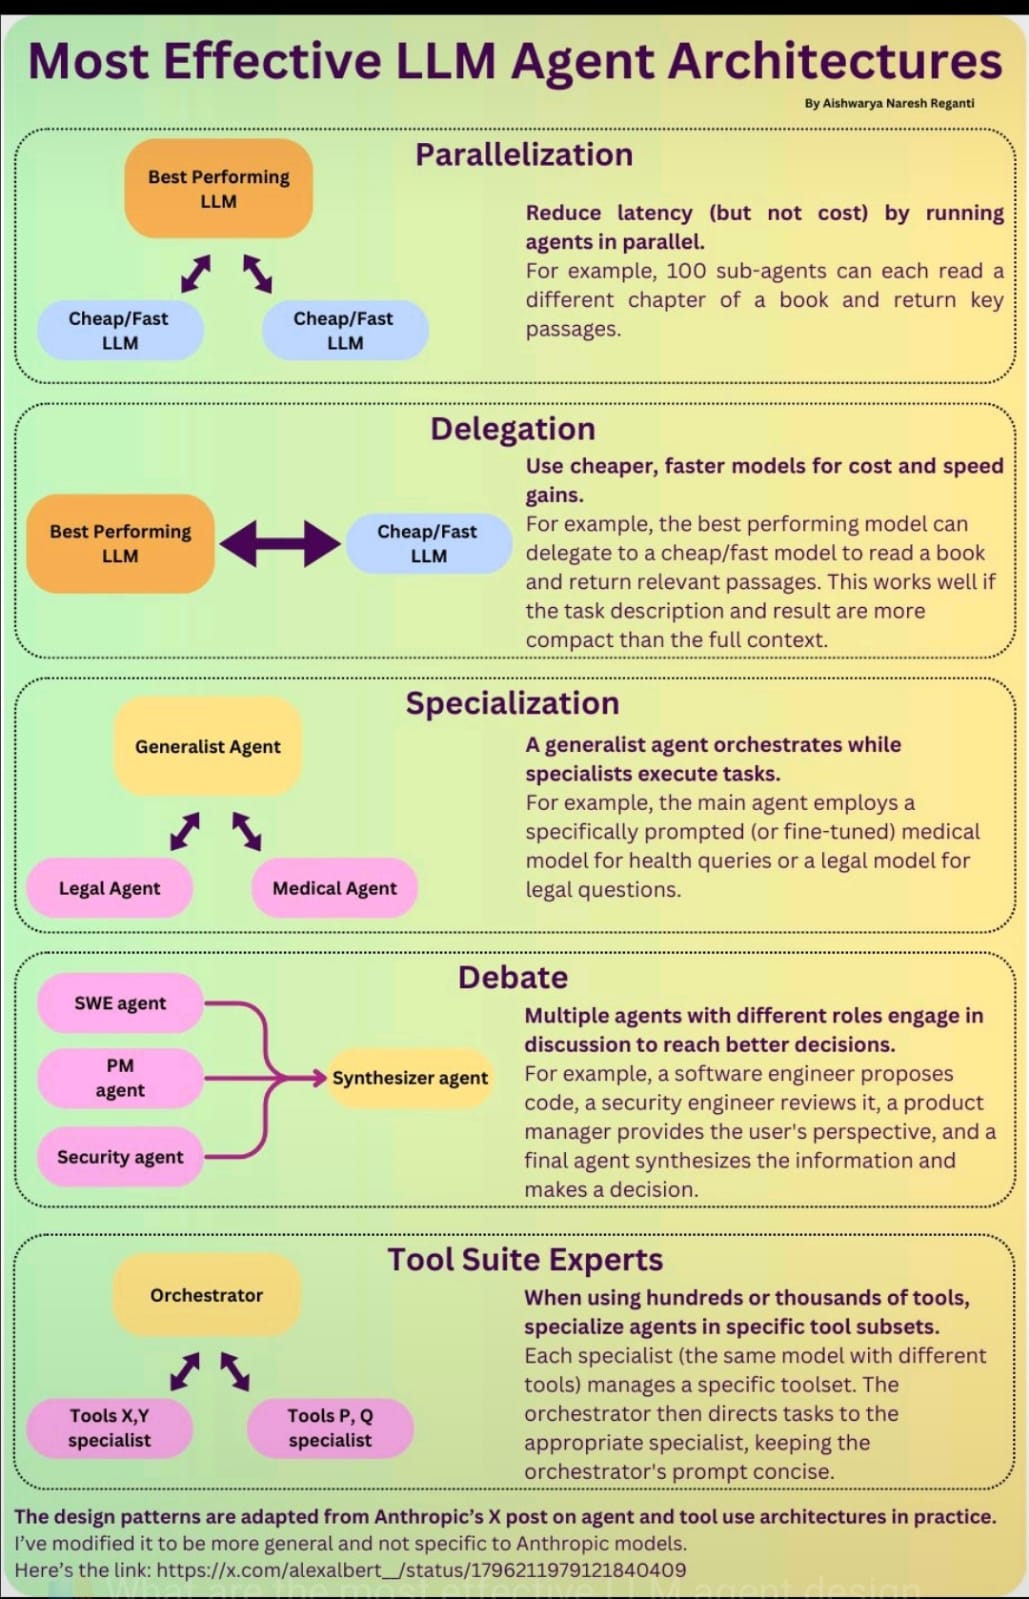 Most Effective LLM Agent Architectures
By Aishwarya Naresh Reganti
Parallelization
Best Performing
LLM
Cheap/Fast
LLM
Cheap/Fast
LLM
Reduce latency (but not cost) by running
agents in parallel.
For example, 100 sub-agents can each read a
different chapter of a book and return key
passages.
Delegation
Best Performing
LLM
Cheap/Fast
LLM
Use cheaper, faster models for cost and speed
gains.
For example, the best performing model can
delegate to a cheap/fast model to read a book
and return relevant passages. This works well if
the task description and result are more
compact than the full context.
Specialization
Generalist Agent
Legal Agent
Medical Agent
A generalist agent orchestrates while
specialists execute tasks.
For example, the main agent employs a
specifically prompted (or fine-tuned) medical
model for health queries or a legal model for
legal questions.
Debate
SWE agent
PM
agent
Security agent
Synthesizer agent
Multiple agents with different roles engage in
discussion to reach better decisions.
For example, a software engineer proposes
code, a security engineer reviews it, a product
manager provides the user's perspective, and a
final agent synthesizes the information and
makes a decision.
Tool Suite Experts
Orchestrator
Tools X,Y
specialist
Tools P, Q
specialist
When using hundreds or thousands of tools,
specialize agents in specific tool subsets.
Each specialist (the same model with different
tools) manages a specific toolset. The
orchestrator then directs tasks to the
appropriate specialist, keeping the
orchestrator's prompt concise.
The design patterns are adapted from Anthropic's X post on agent and tool use architectures in practice.
I've modified it to be more general and not specific to Anthropic models.
Here's the link: https://x.com/alexalbert__/status/1796211979121840409
What are the most effective LLM agent design